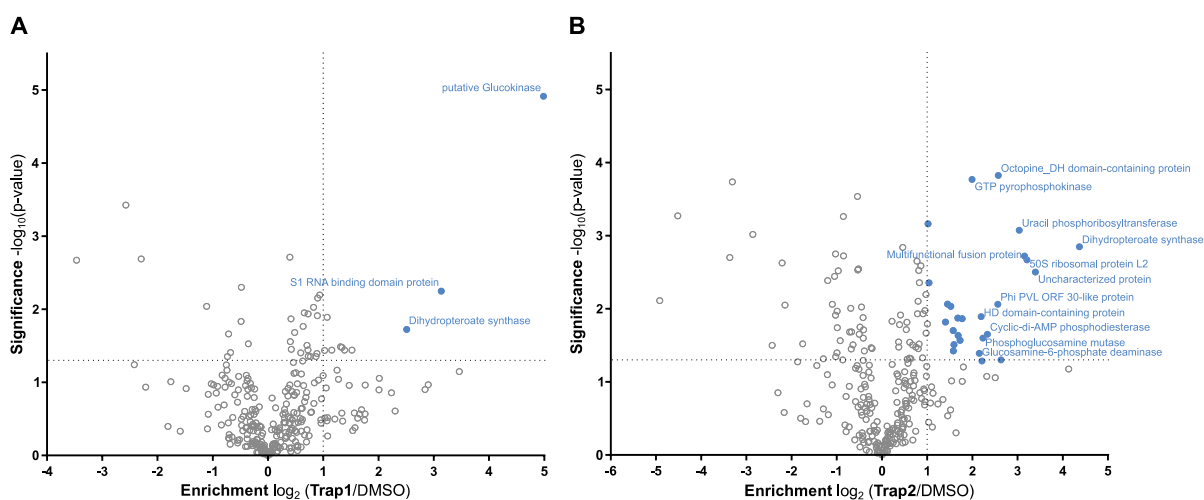 A
B
Significance -log10(p-value)
5
4
3
2
1
0
putative Glucokinase
S1 RNA binding domain protein
Dihydropteroate synthase
-4
-3
-2
-1
0
1
2
3
4
5
Enrichment log2 (Trap1/DMSO)
Significance -log10(p-value)
5
4
3
2
1
0
Octopine_DH domain-containing protein
GTP pyrophosphokinase
Uracil phosphoribosyltransferase
Dihydropteroate synthase
Multifunctional fusion protein
50S ribosomal protein L2
Uncharacterized protein
Phi PVL ORF 30-like protein
HD domain-containing protein
Cyclic-di-AMP phosphodiesterase
Phosphoglucosamine mutase
Glucosamine-6-phosphate deaminase
-6
-5
-4
-3
-2
-1
0
1
2
3
4
5
Enrichment log2 (Trap2/DMSO)